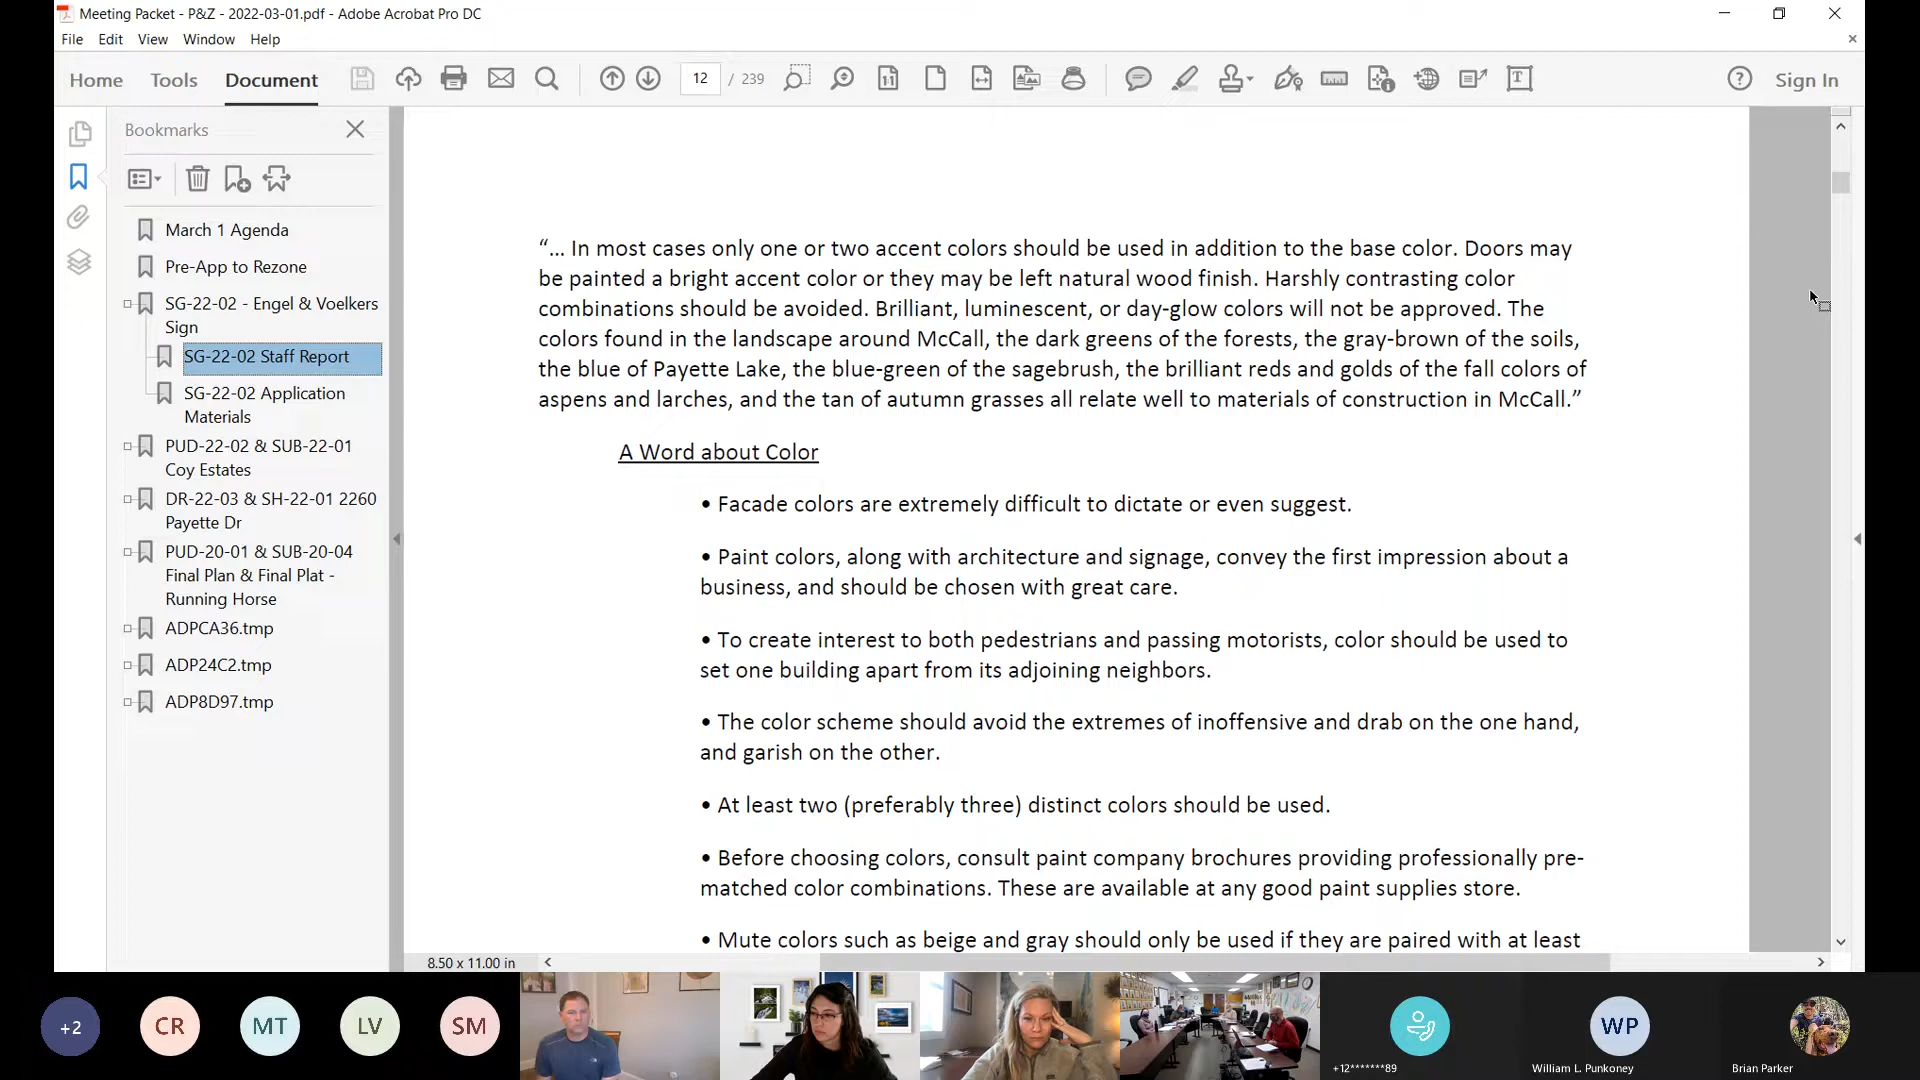 Meeting Packet - P&Z - 2022-03-01.pdf - Adobe Acrobat Pro DC
File Edit View Window Help
Home Tools Document 12 / 239 Sign In
Bookmarks
March 1 Agenda
Pre-App to Rezone
SG-22-02 - Engel & Voelkers
Sign
SG-22-02 Staff Report
SG-22-02 Application
Materials
PUD-22-02 & SUB-22-01
Coy Estates
DR-22-03 & SH-22-01 2260
Payette Dr
PUD-20-01 & SUB-20-04
Final Plan & Final Plat -
Running Horse
ADPCA36.tmp
ADP24C2.tmp
ADP8D97.tmp
“... In most cases only one or two accent colors should be used in addition to the base color. Doors may
be painted a bright accent color or they may be left natural wood finish. Harshly contrasting color
combinations should be avoided. Brilliant, luminescent, or day-glow colors will not be approved. The
colors found in the landscape around McCall, the dark greens of the forests, the gray-brown of the soils,
the blue of Payette Lake, the blue-green of the sagebrush, the brilliant reds and golds of the fall colors of
aspens and larches, and the tan of autumn grasses all relate well to materials of construction in McCall.”
A Word about Color
• Facade colors are extremely difficult to dictate or even suggest.
• Paint colors, along with architecture and signage, convey the first impression about a
business, and should be chosen with great care.
• To create interest to both pedestrians and passing motorists, color should be used to
set one building apart from its adjoining neighbors.
• The color scheme should avoid the extremes of inoffensive and drab on the one hand,
and garish on the other.
• At least two (preferably three) distinct colors should be used.
• Before choosing colors, consult paint company brochures providing professionally pre-
matched color combinations. These are available at any good paint supplies store.
• Mute colors such as beige and gray should only be used if they are paired with at least
8.50 x 11.00 in
+2 CR MT LV SM WP
+12*******89 William L. Punkoney Brian Parker